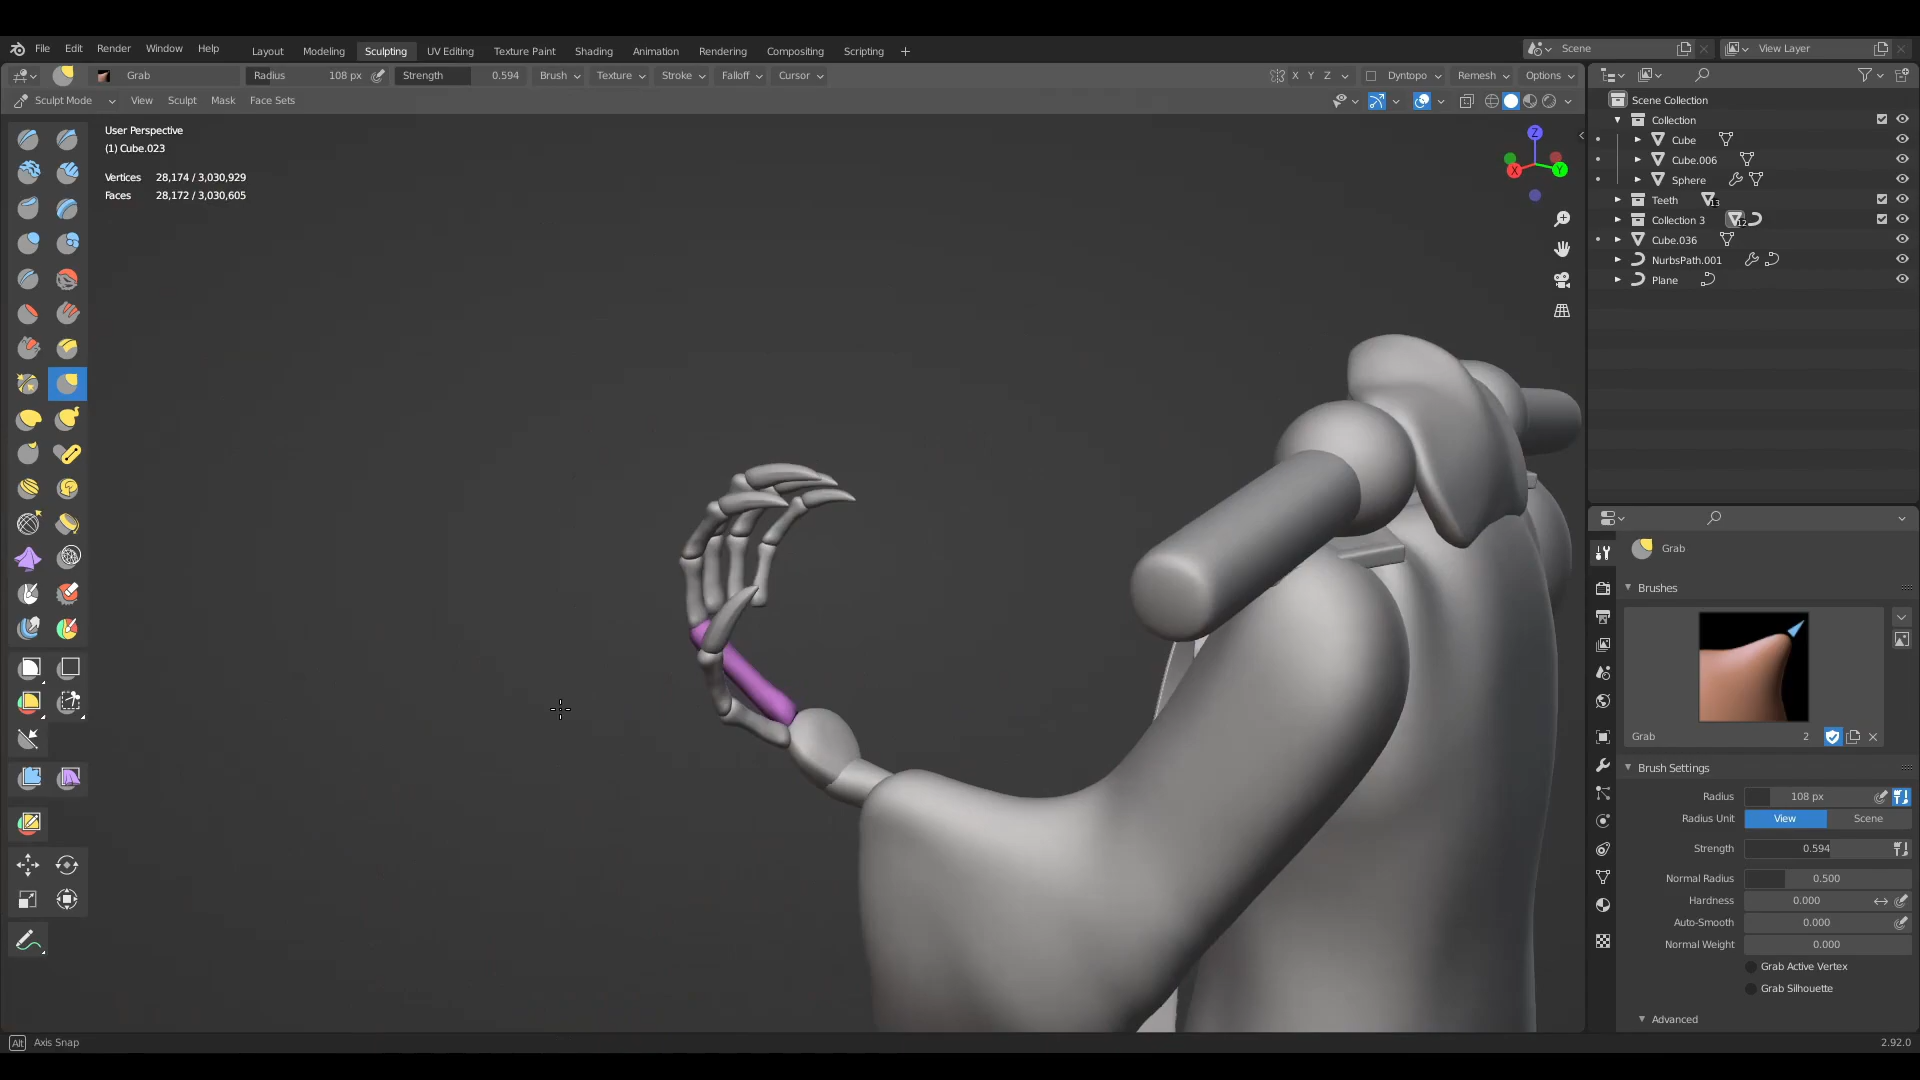 File Edit Render Window Help Layout Modeling Sculpting UV Editing Texture Paint Shading Animation Rendering Compositing Scripting + Scene View Layer
Grab Radius 108 px Strength 0.594 Brush Texture Stroke Falloff Cursor X Y Z Dyntopo Remesh Options
Sculpt Mode View Sculpt Mask Face Sets
User Perspective
(1) Cube.023
Vertices 28,174 / 3,030,929
Faces 28,172 / 3,030,605
Z
X
Y
Scene Collection
Collection
Cube
Cube.006
Sphere
Teeth 13
Collection 3 12
Cube.036
NurbsPath.001
Plane
Grab
Brushes
Grab 2
Brush Settings
Radius 108 px
Radius Unit View Scene
Strength 0.594
Normal Radius 0.500
Hardness 0.000
Auto-Smooth 0.000
Normal Weight 0.000
Grab Active Vertex
Grab Silhouette
Advanced
Alt Axis Snap 2.92.0